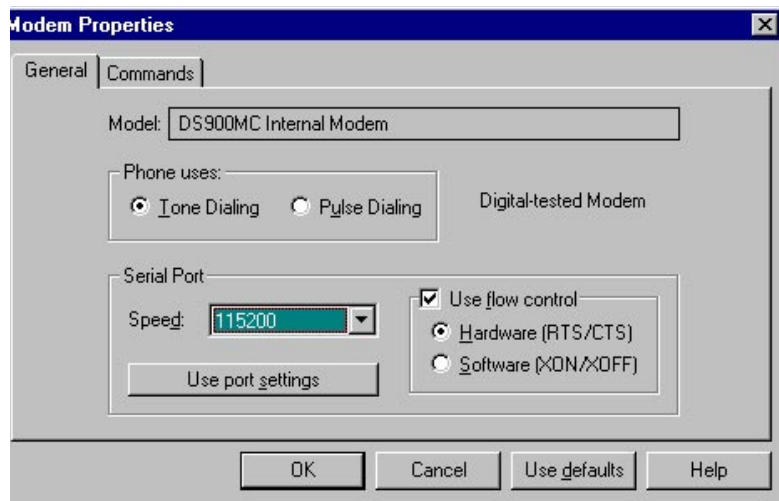 Modem Properties
General
Commands
Model: DS900MC Internal Modem
Phone uses:
Tone Dialing
Pulse Dialing
Digital-tested Modem
Serial Port
Speed: 115200
Use port settings
Use flow control
Hardware (RTS/CTS)
Software (XON/XOFF)
OK
Cancel
Use defaults
Help